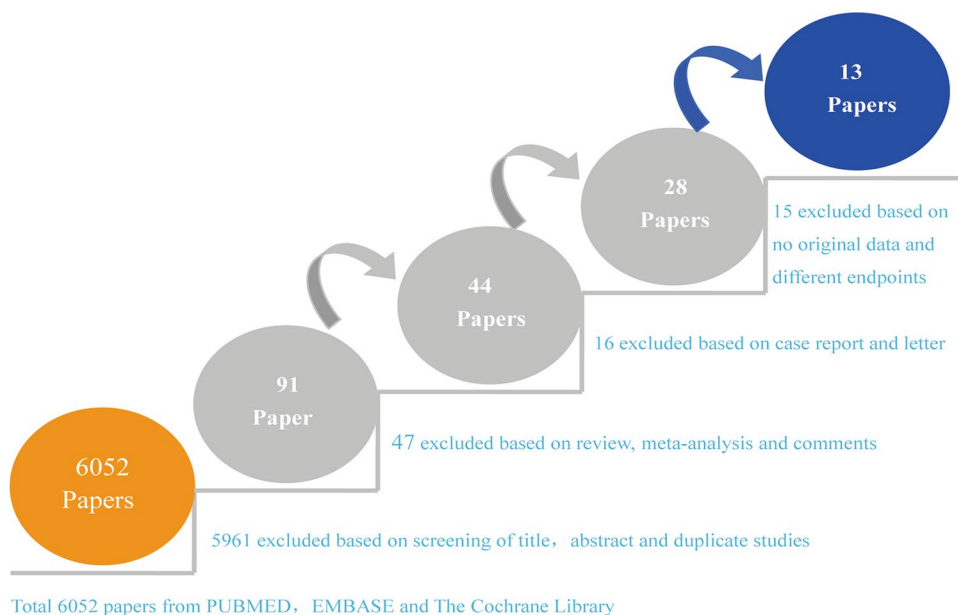 13
Papers
28
Papers
15 excluded based on
no original data and
different endpoints
44
Papers
16 excluded based on case report and letter
91
Paper
47 excluded based on review, meta-analysis and comments
6052
Papers
5961 excluded based on screening of title，abstract and duplicate studies
Total 6052 papers from PUBMED，EMBASE and The Cochrane Library